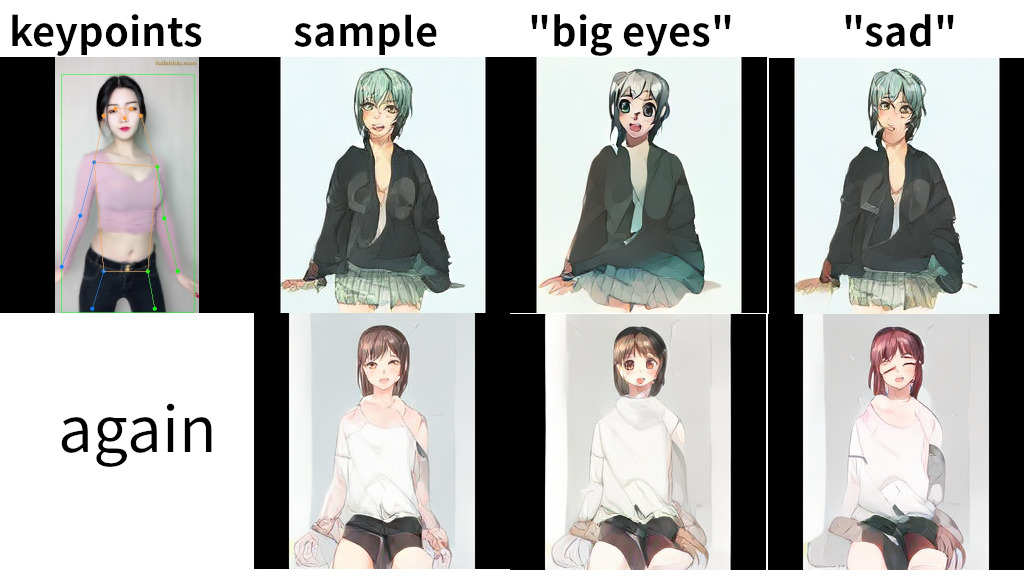 keypoints
sample
"big eyes"
"sad"
again